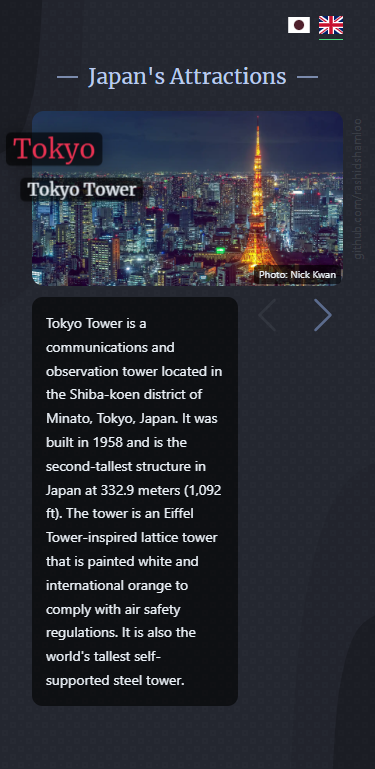 Japan's Attractions
Tokyo
Tokyo Tower
Photo: Nick Kwan
github.com/rashidshamloo
Tokyo Tower is a
communications and
observation tower located in
the Shiba-koen district of
Minato, Tokyo, Japan. It was
built in 1958 and is the
second-tallest structure in
Japan at 332.9 meters (1,092
ft). The tower is an Eiffel
Tower-inspired lattice tower
that is painted white and
international orange to
comply with air safety
regulations. It is also the
world's tallest self-
supported steel tower.